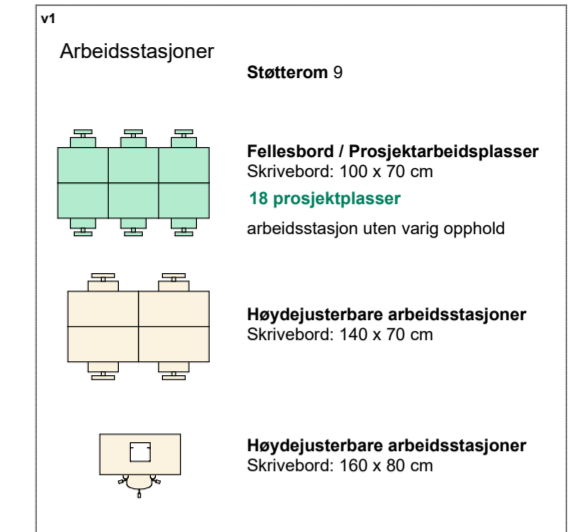 v1
Arbeidsstasjoner
Støtterom 9
Fellesbord / Prosjektarbeidsplasser
Skrivebord: 100 x 70 cm
18 prosjektplasser
arbeidsstasjon uten varig opphold
Høydejusterbare arbeidsstasjoner
Skrivebord: 140 x 70 cm
Høydejusterbare arbeidsstasjoner
Skrivebord: 160 x 80 cm